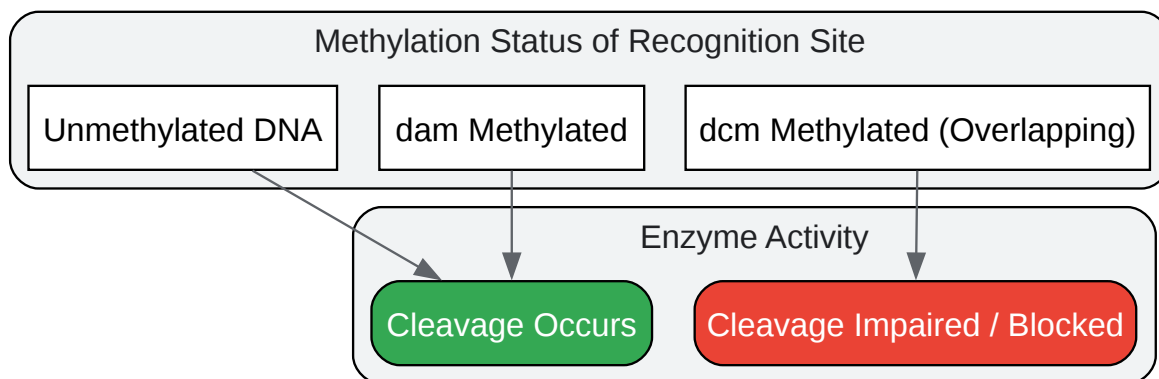 Methylation Status of Recognition Site
Unmethylated DNA
dam Methylated
dcm Methylated (Overlapping)
Enzyme Activity
Cleavage Occurs
Cleavage Impaired / Blocked